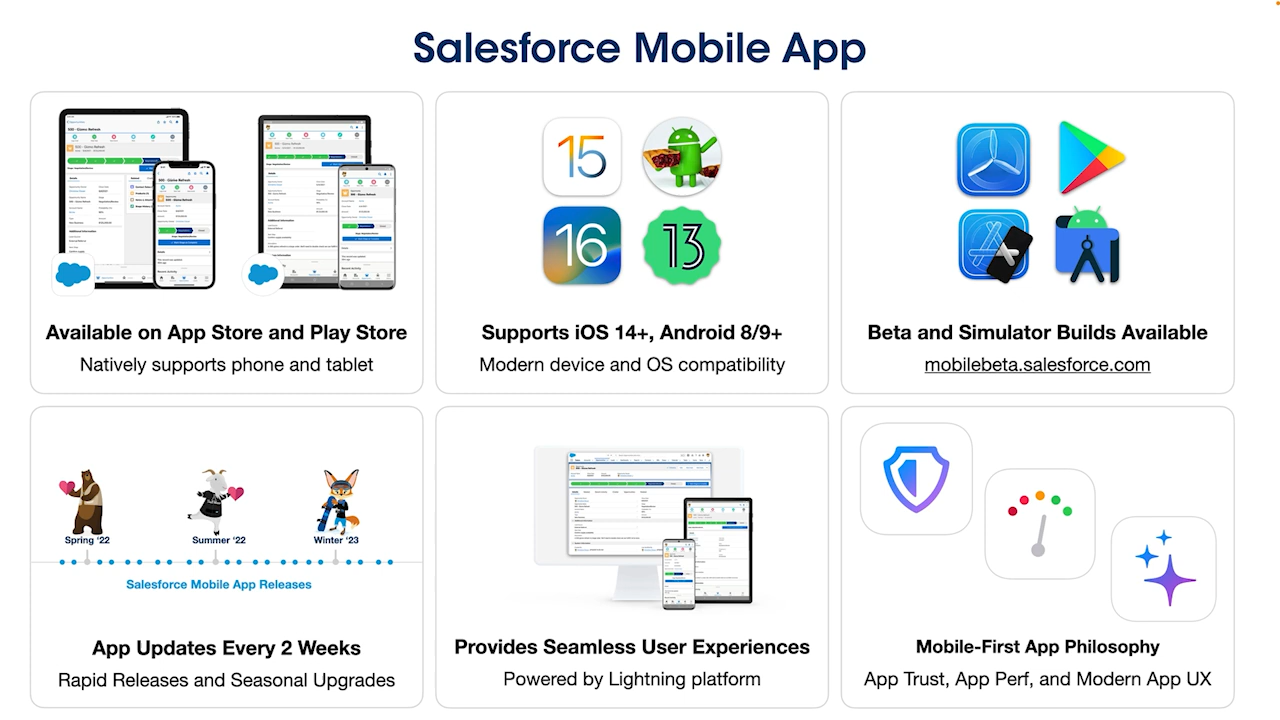 Salesforce Mobile App
Available on App Store and Play Store
Natively supports phone and tablet
15
16
13
Supports iOS 14+, Android 8/9+
Modern device and OS compatibility
Beta and Simulator Builds Available
mobilebeta.salesforce.com
Spring '22
Summer '22
Winter '23
Salesforce Mobile App Releases
App Updates Every 2 Weeks
Rapid Releases and Seasonal Upgrades
Provides Seamless User Experiences
Powered by Lightning platform
Mobile-First App Philosophy
App Trust, App Perf, and Modern App UX